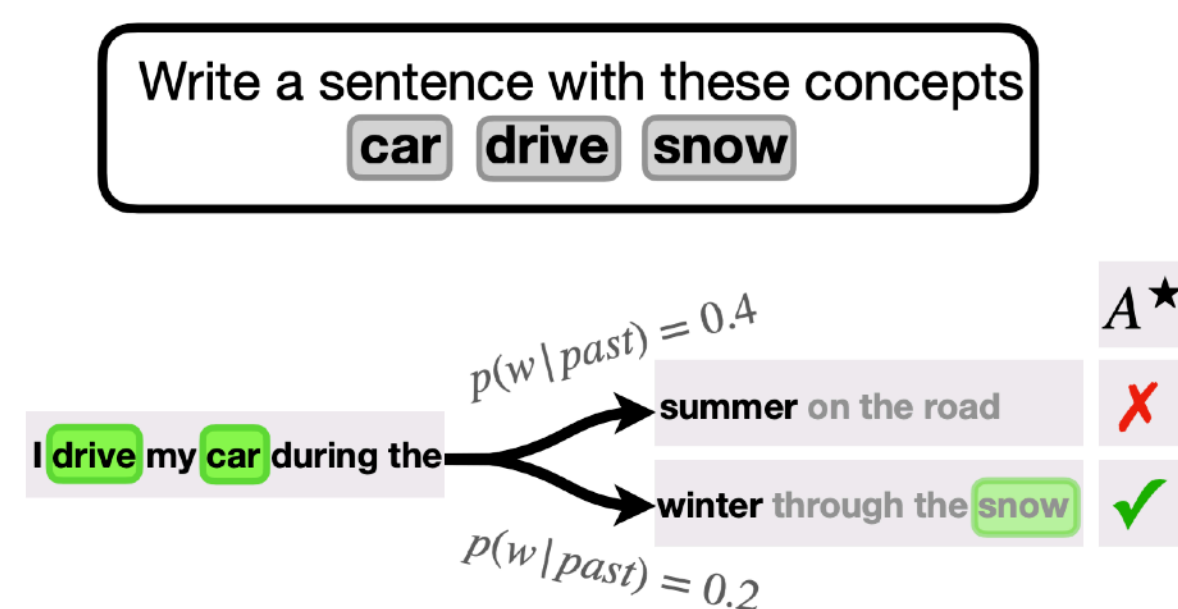 Write a sentence with these concepts
car drive snow
A★
p(w|past) = 0.4
summer on the road ✗
I drive my car during the
winter through the snow ✓
p(w|past) = 0.2